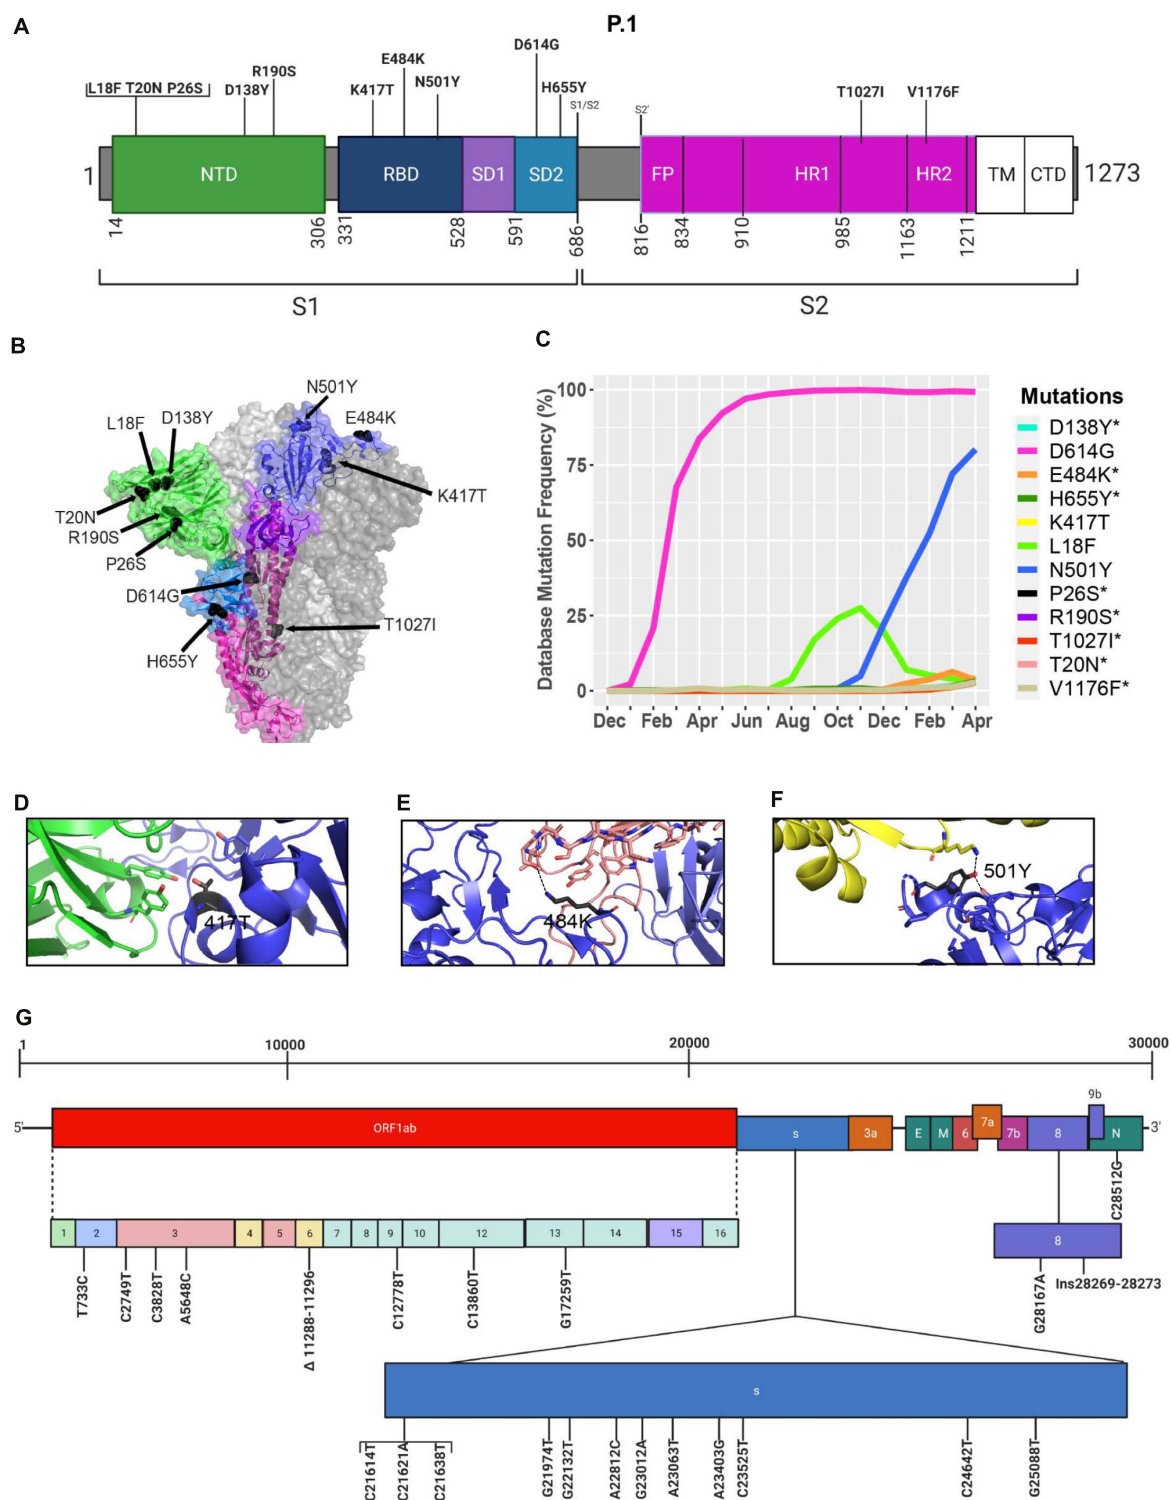 A
P.1
D614G
E484K
R190S
N501Y
L18F T20N P26S
D138Y
K417T
H655Y
S1/S2
S2'
T1027I
V1176F
1
NTD
RBD
SD1
SD2
FP
HR1
HR2
TM
CTD
1273
14
306
331
528
591
686
816
834
910
985
1163
1211
S1
S2
B
N501Y
E484K
D138Y
L18F
K417T
T20N
R190S
P26S
D614G
T1027I
H655Y
C
Database Mutation Frequency (%)
100
75
50
25
0
Dec Feb Apr Jun Aug Oct Dec Feb Apr
Mutations
D138Y*
D614G
E484K*
H655Y*
K417T
L18F
N501Y
P26S*
R190S*
T1027I*
T20N*
V1176F*
D
417T
E
484K
F
501Y
G
1
10000
20000
30000
5'
ORF1ab
s
3a
E
M
6
7a
7b
8
9b
N
3'
C28512G
1 2 3 4 5 6 7 8 9 10 12 13 14 15 16
T733C
C2749T
C3828T
A5648C
Δ 11288-11296
C12778T
C13860T
G17259T
8
G28167A
Ins28269-28273
s
C21614T
C21621A
C21638T
G21974T
G22132T
A22812C
G23012A
A23063T
A23403G
C23525T
C24642T
G25088T